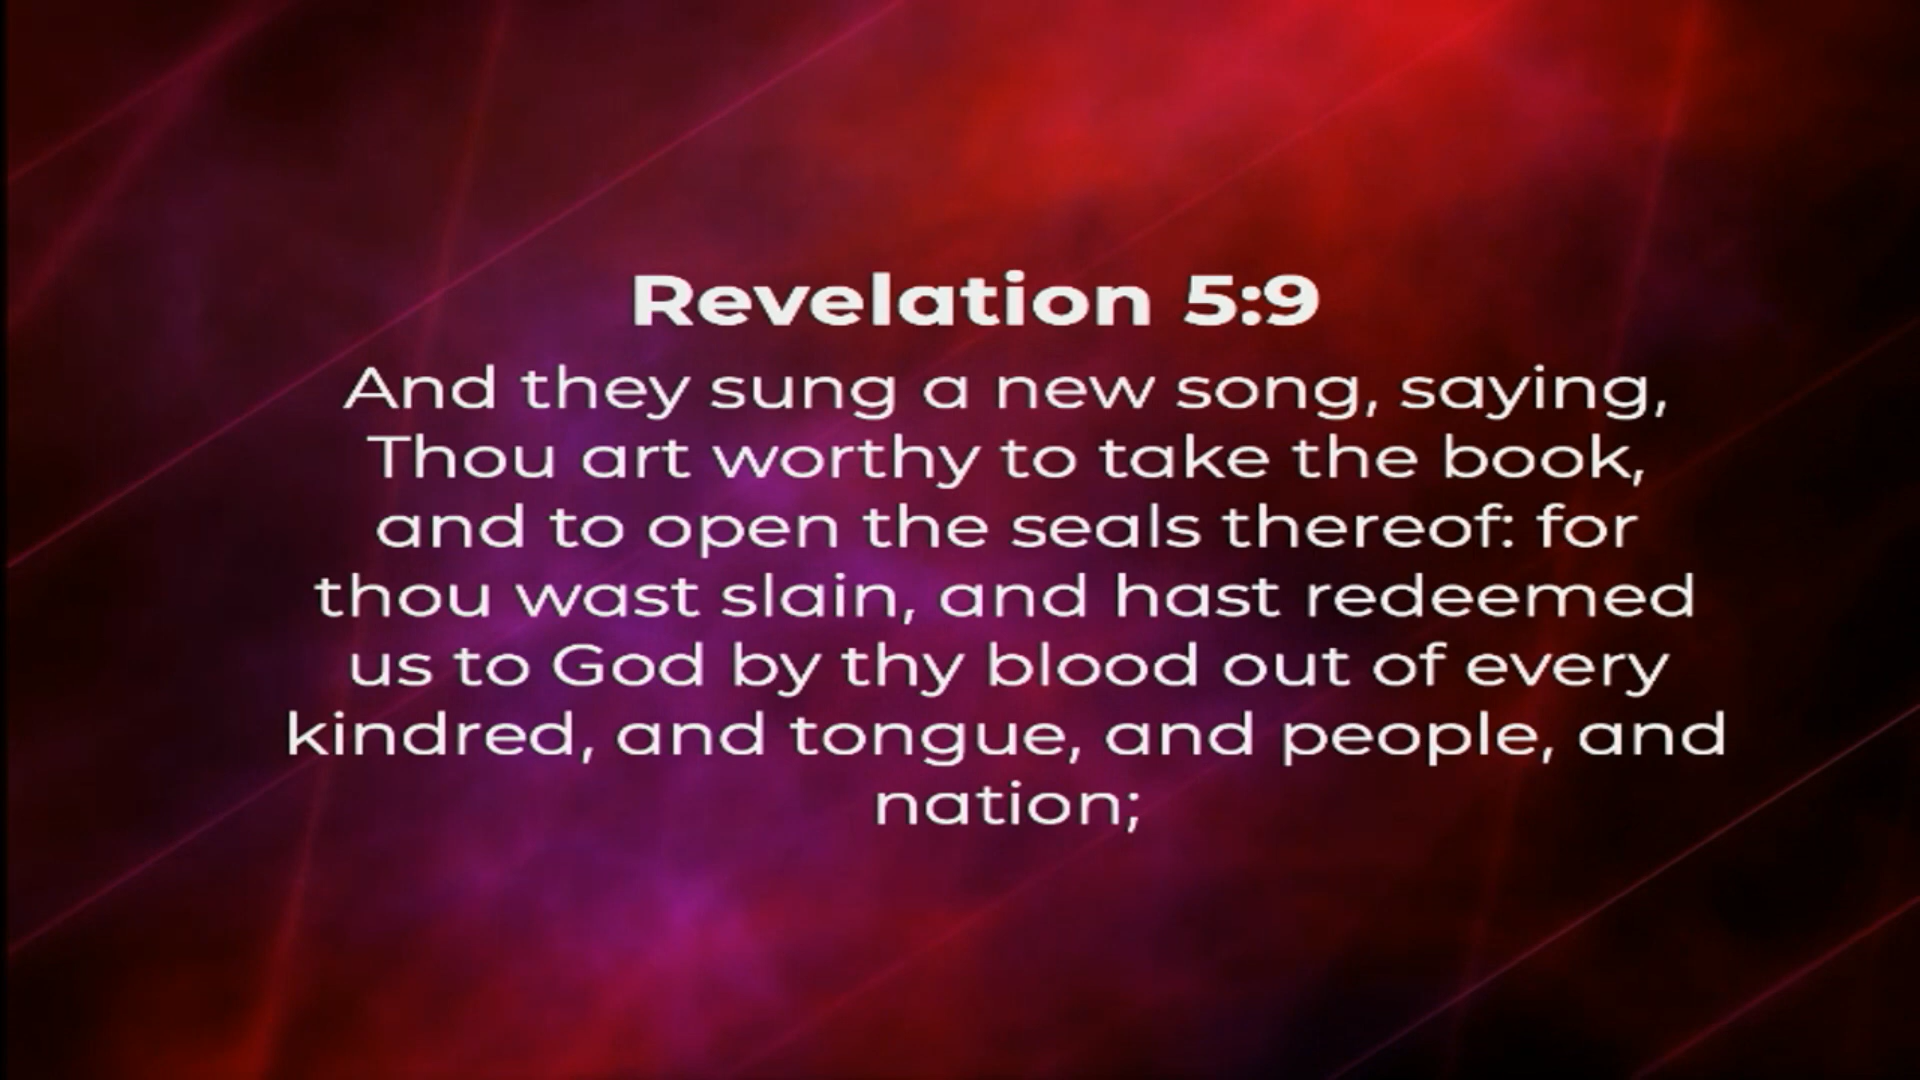 Revelation 5:9
And they sung a new song, saying,
Thou art worthy to take the book,
and to open the seals thereof: for
thou wast slain, and hast redeemed
us to God by thy blood out of every
kindred, and tongue, and people, and
nation;